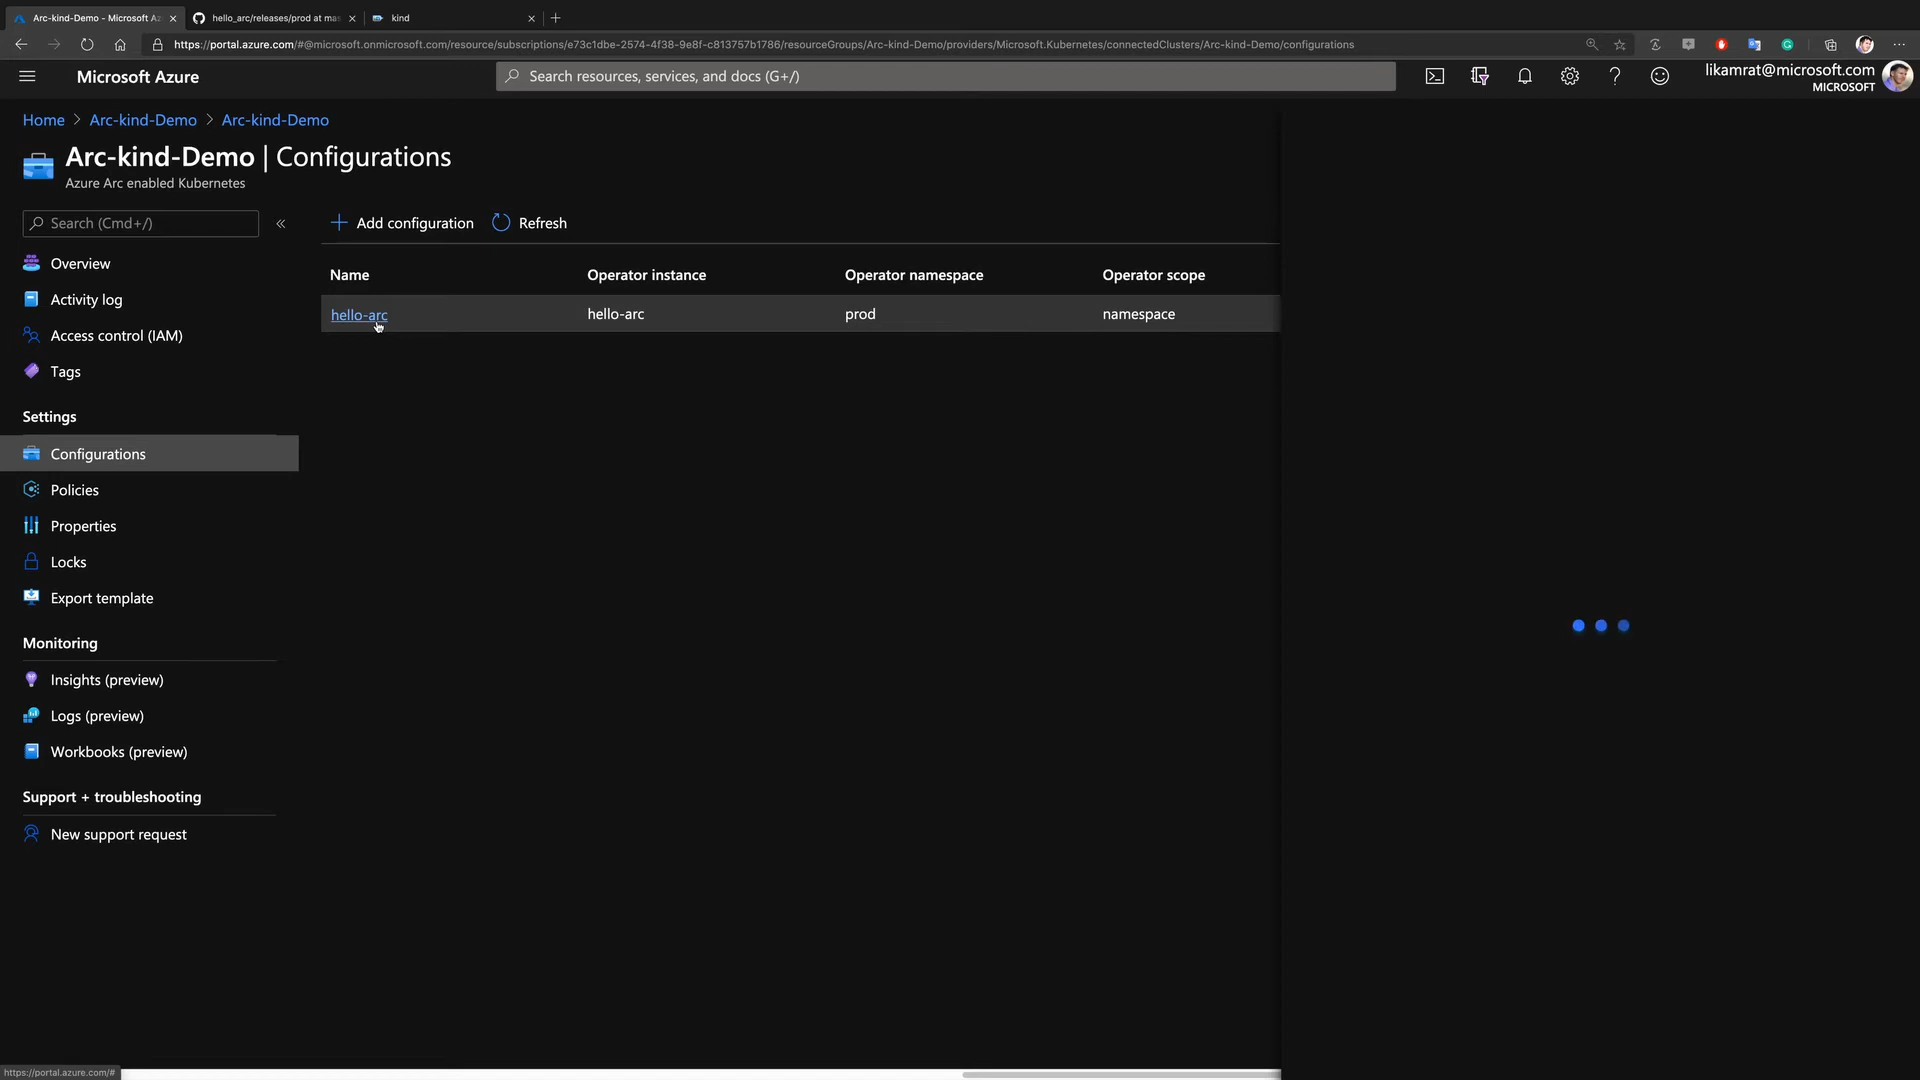 Arc-kind-Demo - Microsoft Az
hello_arc/releases/prod at mas
kind
https://portal.azure.com/#@microsoft.onmicrosoft.com/resource/subscriptions/e73c1dbe-2574-4f38-9e8f-c813757b1786/resourceGroups/Arc-kind-Demo/providers/Microsoft.Kubernetes/connectedClusters/Arc-kind-Demo/configurations
Microsoft Azure
Search resources, services, and docs (G+/)
likamrat@microsoft.com
MICROSOFT
Home > Arc-kind-Demo > Arc-kind-Demo
Arc-kind-Demo | Configurations
Azure Arc enabled Kubernetes
Search (Cmd+/)
«
Add configuration
Refresh
Overview
Activity log
Access control (IAM)
Tags
Settings
Configurations
Policies
Properties
Locks
Export template
Monitoring
Insights (preview)
Logs (preview)
Workbooks (preview)
Support + troubleshooting
New support request
Name Operator instance Operator namespace Operator scope
hello-arc hello-arc prod namespace
https://portal.azure.com/#